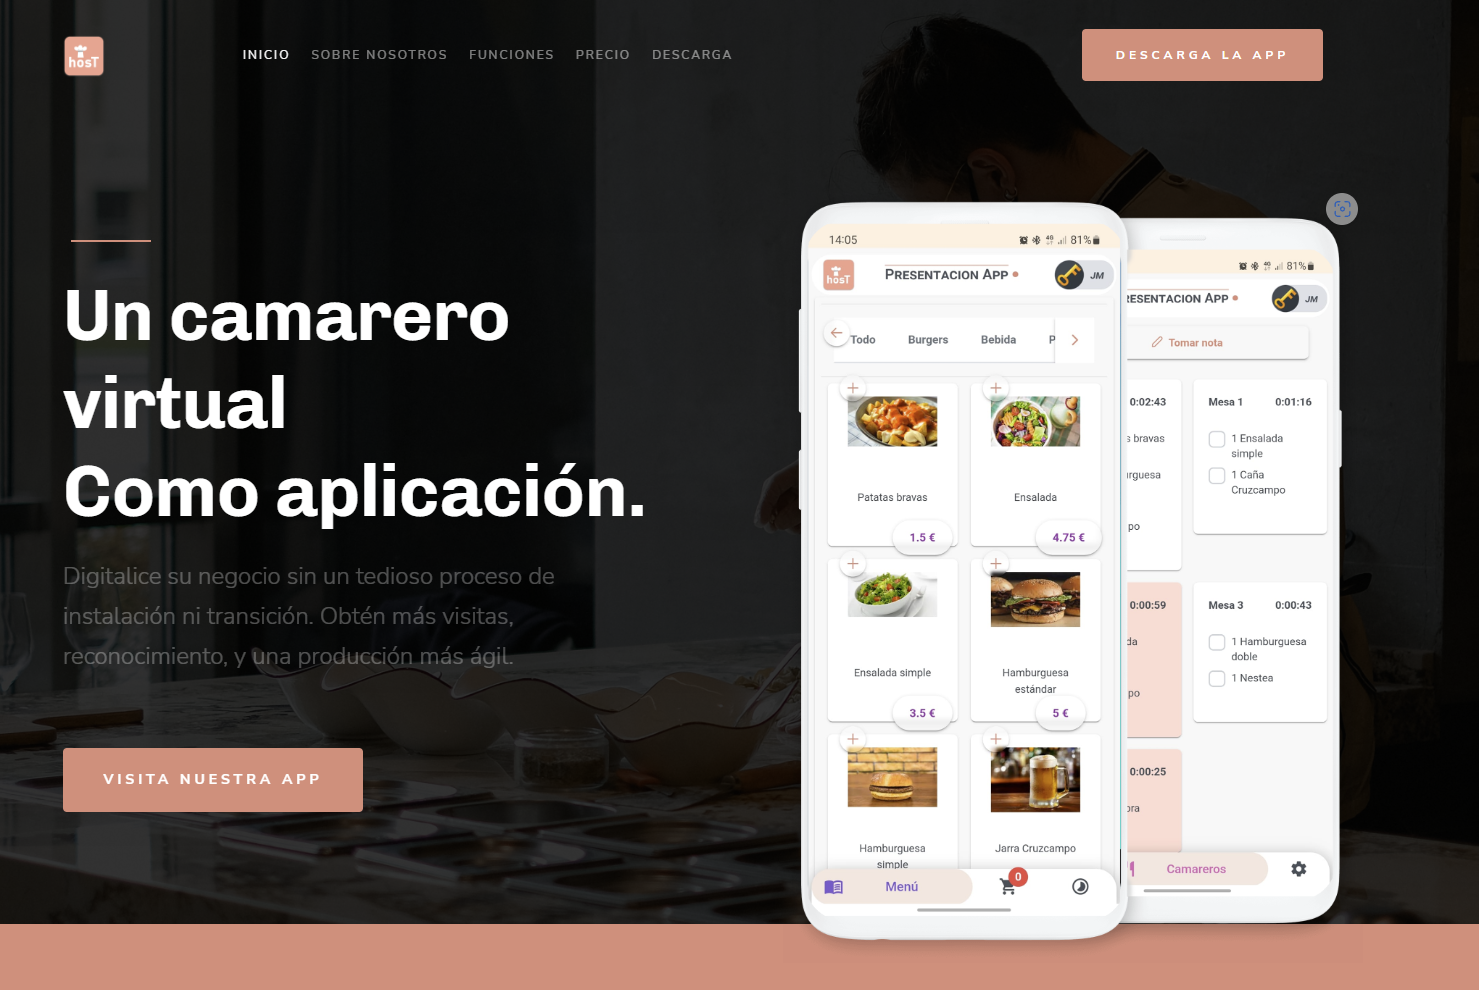 hosT
INICIO
SOBRE NOSOTROS
FUNCIONES
PRECIO
DESCARGA
DESCARGA LA APP
Un camarero
virtual
Como aplicación.
Digitalice su negocio sin un tedioso proceso de
instalación ni transición. Obtén más visitas,
reconocimiento, y una producción más ágil.
VISITA NUESTRA APP
14:05
4G
81%
hosT
PRESENTACION APP
JM
Todo
Burgers
Bebida
P
Patatas bravas
1.5 €
Ensalada
4.75 €
Ensalada simple
3.5 €
Hamburguesa
estándar
5 €
Hamburguesa
simple
Jarra Cruzcampo
Menú
0
4G
81%
RESENTACION APP
JM
Tomar nota
0:02:43
s bravas
rguesa
po
Mesa 1
0:01:16
1 Ensalada
simple
1 Caña
Cruzcampo
0:00:59
da
po
Mesa 3
0:00:43
1 Hamburguesa
doble
1 Nestea
0:00:25
bra
Camareros